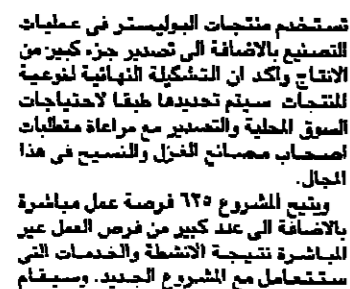 تستخدم منتجات البوليستر فى عمليات
التصنيع بالاضافة الى تصدير جزء كبير من
الانتاج واكد ان التشكيلة النهائية لنوعية
المنتجات سيتم تحديدها طبقا لاحتياجات
السوق المحلية والتصدير مع مراعاة متطلبات
اصحاب مصانع الغزل والنسيج فى هذا
المجال.
ويتيح المشروع ٦٢٥ فرصة عمل مباشرة
بالاضافة الى عدد كبير من فرص العمل غير
المباشرة نتيجة الانشطة والخدمات التى
ستتعامل مع المشروع الجديد. وسيقام